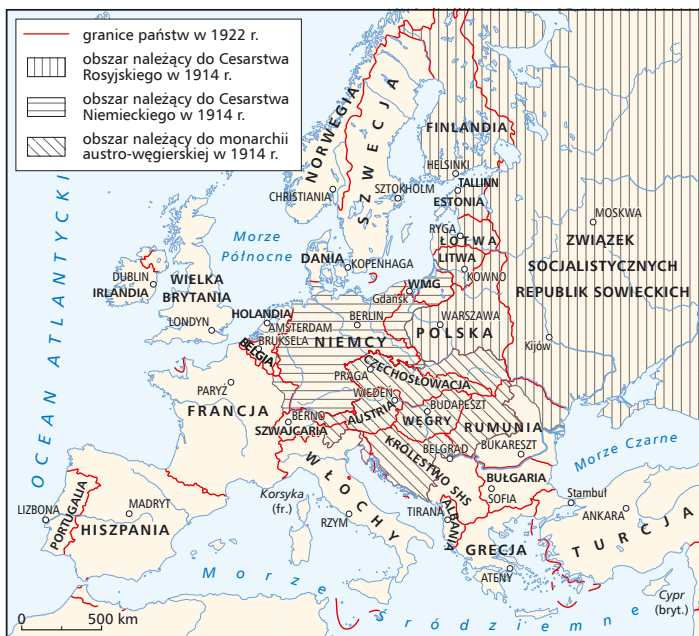 granice państw w 1922 r.
obszar należący do Cesarstwa
Rosyjskiego w 1914 r.
obszar należący do Cesarstwa
Niemieckiego w 1914 r.
obszar należący do monarchii
austro-węgierskiej w 1914 r.
OCEAN ATLANTYCKI
NORWEGIA
SZWECJA
FINLANDIA
HELSINKI
CHRISTIANIA
SZTOKHOLM
TALLINN
ESTONIA
MOSKWA
RYGA
ŁOTWA
Morze
Północne
DANIA
KOPENHAGA
LITWA
KOWNO
ZWIĄZEK
SOCJALISTYCZNYCH
REPUBLIK SOWIECKICH
DUBLIN
IRLANDIA
WIELKA
BRYTANIA
LONDYN
HOLANDIA
AMSTERDAM
BRUKSELA
BELGIA
WMG
Gdańsk
BERLIN
NIEMCY
WARSZAWA
POLSKA
Kijów
PRAGA
CZECHOSŁOWACJA
PARYŻ
FRANCJA
WIEDEŃ
AUSTRIA
BUDAPESZT
WĘGRY
RUMUNIA
BERNO
SZWAJCARIA
BUKARESZT
BELGRAD
KRÓLESTWO SHS
Morze Czarne
WŁOCHY
BUŁGARIA
SOFIA
Stambuł
ANKARA
TURCJA
Korsyka
(fr.)
RZYM
TIRANA
ALBANIA
LIZBONA
PORTUGALIA
MADRYT
HISZPANIA
GRECJA
ATENY
Cypr
(bryt.)
Morze Śródziemne
0 500 km